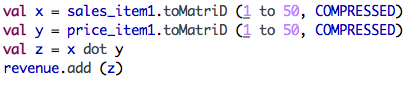 val x = sales_item1.toMatriD (1 to 50, COMPRESSED)
val y = price_item1.toMatriD (1 to 50, COMPRESSED)
val z = x dot y
revenue.add (z)